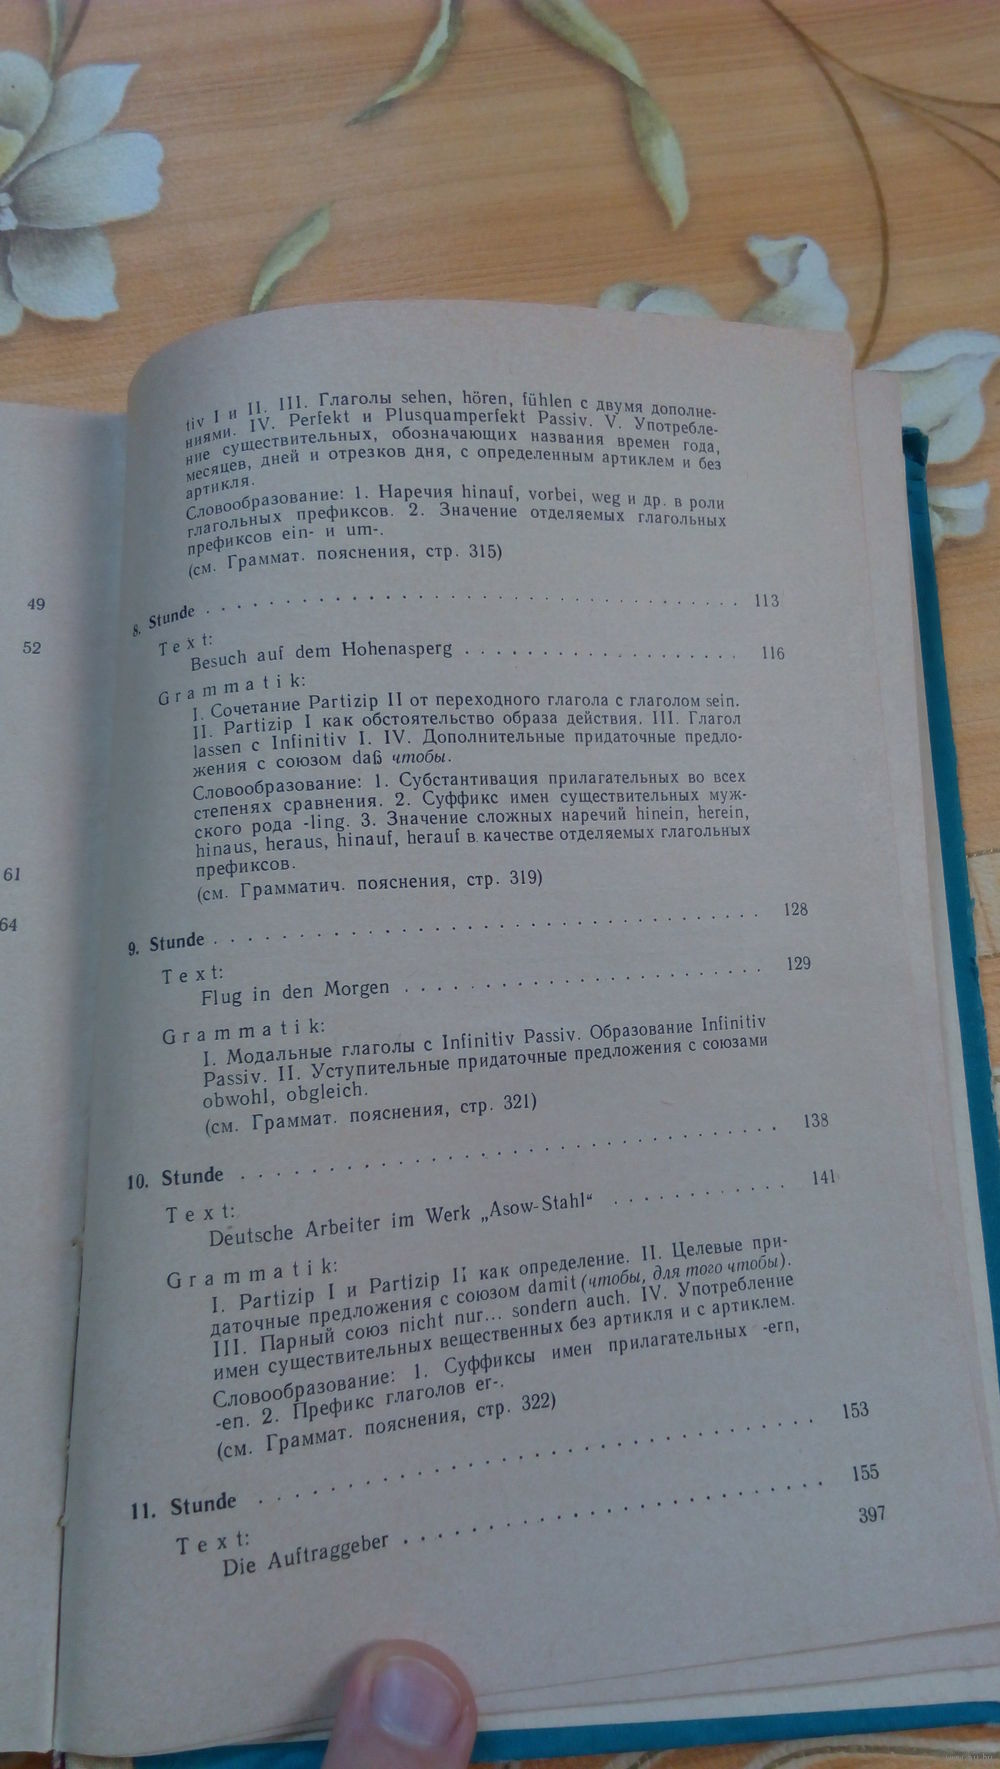 49
52
61
64
tiv I и II. III. Глаголы sehen, hören, fühlen с двумя дополне-
ниями. IV. Perfekt и Plusquamperfekt Passiv. V. Употребле-
ние существительных, обозначающих названия времен года,
месяцев, дней и отрезков дня, с определенным артиклем и без
артикля.
Словообразование: 1. Наречия hinauf, vorbei, weg и др. в роли
глагольных префиксов. 2. Значение отделяемых глагольных
префиксов ein- и um-.
(см. Граммат. пояснения, стр. 315)
8. Stunde . . . . . . . . . . . . . . . . . . . . . . . . . . . . 113
Text:
Besuch auf dem Hohenasperg . . . . . . . . . . . . . . . 116
Grammatik:
I. Сочетание Partizip II от переходного глагола с глаголом sein.
II. Partizip I как обстоятельство образа действия. III. Глагол
lassen с Infinitiv I. IV. Дополнительные придаточные предло-
жения с союзом daß чтобы.
Словообразование: 1. Субстантивация прилагательных во всех
степенях сравнения. 2. Суффикс имен существительных муж-
ского рода -ling. 3. Значение сложных наречий hinein, herein,
hinaus, heraus, hinauf, herauf в качестве отделяемых глагольных
префиксов.
(см. Грамматич. пояснения, стр. 319)
9. Stunde . . . . . . . . . . . . . . . . . . . . . . . . . . . . 128
Text:
Flug in den Morgen . . . . . . . . . . . . . . . . . . . 129
Grammatik:
I. Модальные глаголы с Infinitiv Passiv. Образование Infinitiv
Passiv. II. Уступительные придаточные предложения с союзами
obwohl, obgleich.
(см. Граммат. пояснения, стр. 321)
10. Stunde . . . . . . . . . . . . . . . . . . . . . . . . . . . . 138
Text:
Deutsche Arbeiter im Werk „Asow-Stahl“ . . . . . . . . . . 141
Grammatik:
I. Partizip I и Partizip II как определение. II. Целевые при-
даточные предложения с союзом damit (чтобы, для того чтобы).
III. Парный союз nicht nur... sondern auch. IV. Употребление
имен существительных вещественных без артикля и с артиклем.
Словообразование: 1. Суффиксы имен прилагательных -ern,
-en. 2. Префикс глаголов er-.
(см. Граммат. пояснения, стр. 322)
11. Stunde . . . . . . . . . . . . . . . . . . . . . . . . . . . . 153
Text:
Die Auftraggeber . . . . . . . . . . . . . . . . . . . . . 155
397